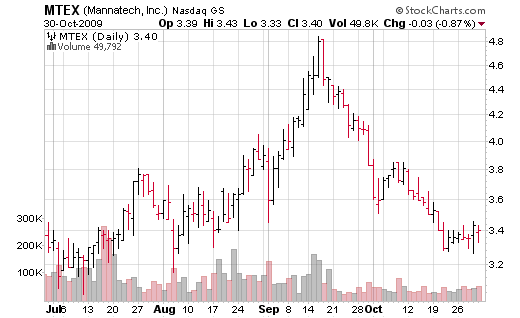 MTEX (Mannatech, Inc.) Nasdaq GS © StockCharts.com
30-Oct-2009 Op 3.39 Hi 3.43 Lo 3.33 Cl 3.40 Vol 49.8K Chg -0.03 (-0.87%)
MTEX (Daily) 3.40
Volume 49,792
4.8
4.6
4.4
4.2
4.0
3.8
3.6
3.4
3.2
300K
200K
100K
Jul 6 13 20 27 Aug 10 17 24 Sep 8 14 21 28 Oct 12 19 26